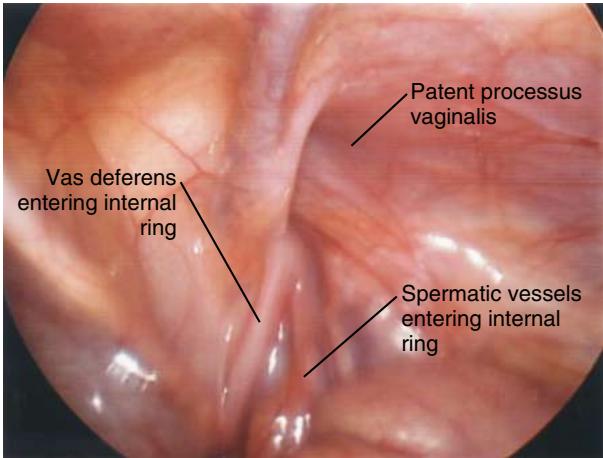 Patent processus
vaginalis
Vas deferens
entering internal
ring
Spermatic vessels
entering internal
ring